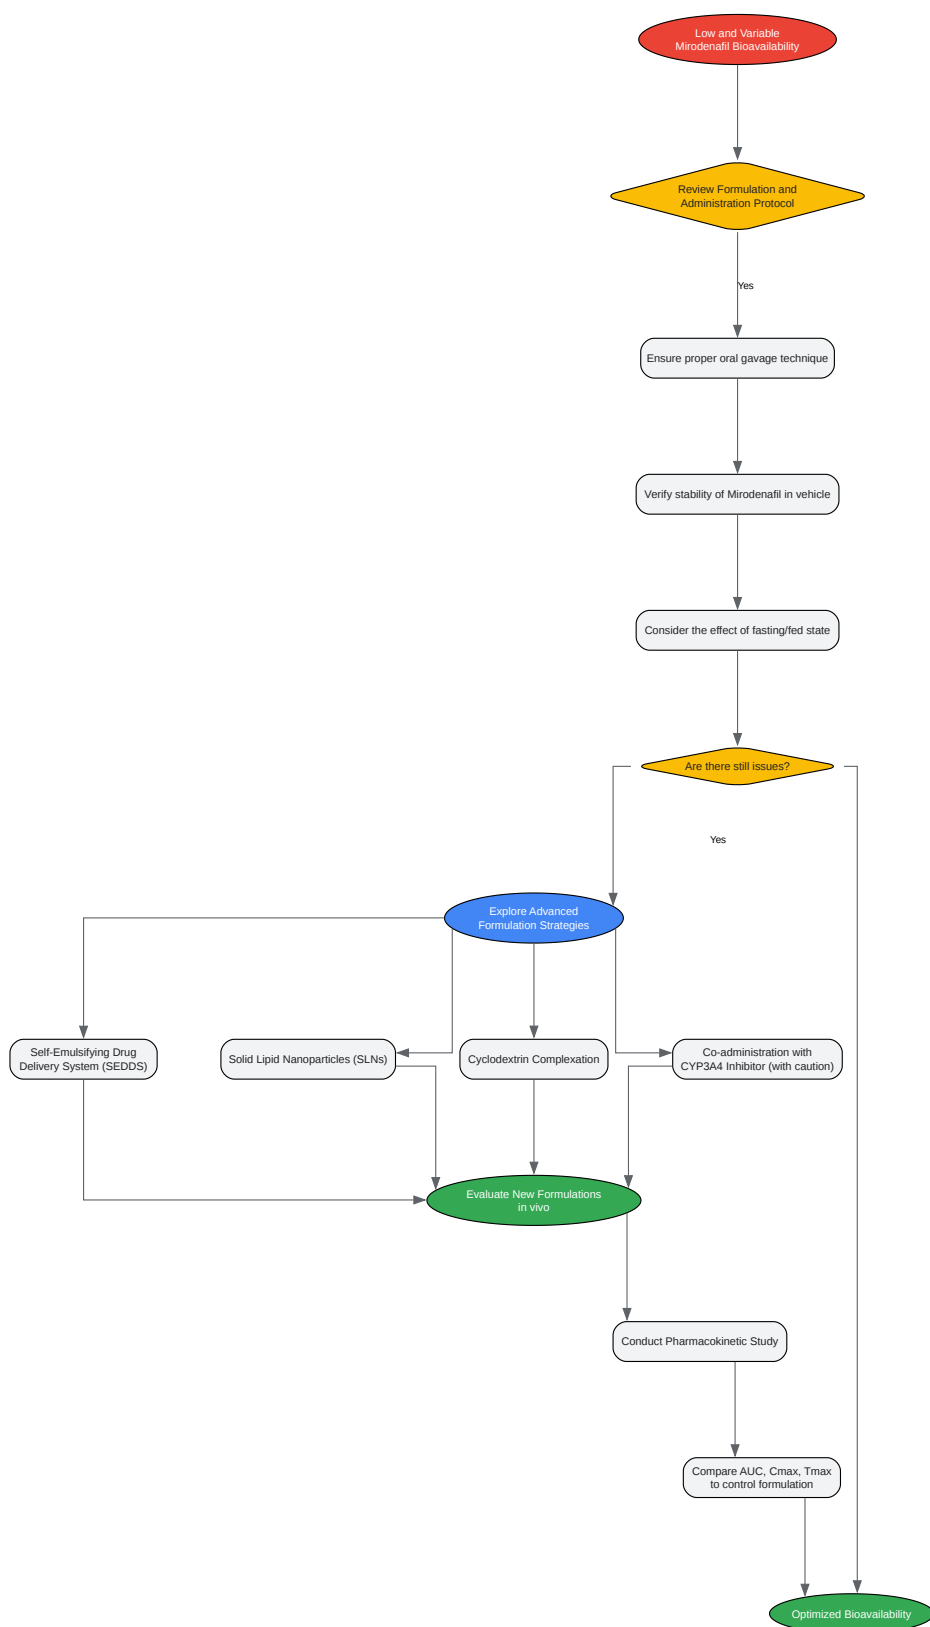 Low and Variable
Mirodenafil Bioavailability
Review Formulation and
Administration Protocol
Yes
Ensure proper oral gavage technique
Verify stability of Mirodenafil in vehicle
Consider the effect of fasting/fed state
Are there still issues?
Yes
Explore Advanced
Formulation Strategies
Self-Emulsifying Drug
Delivery System (SEDDS)
Solid Lipid Nanoparticles (SLNs)
Cyclodextrin Complexation
Co-administration with
CYP3A4 Inhibitor (with caution)
Evaluate New Formulations
in vivo
Conduct Pharmacokinetic Study
Compare AUC, Cmax, Tmax
to control formulation
Optimized Bioavailability